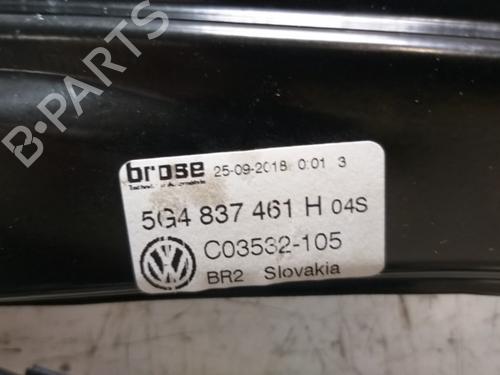 B-PARTS
brose 25-09-2018 0:01 3
5G4 837 461 H 04S
C03532-105
BR2 Slovakia